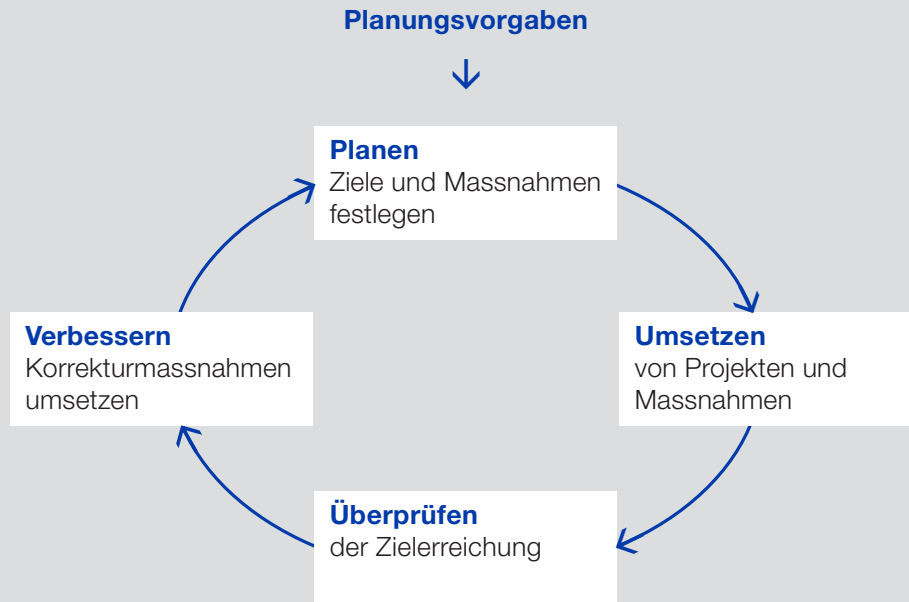 Planungsvorgaben
Planen
Ziele und Massnahmen
festlegen
Umsetzen
von Projekten und
Massnahmen
Überprüfen
der Zielerreichung
Verbessern
Korrekturmassnahmen
umsetzen